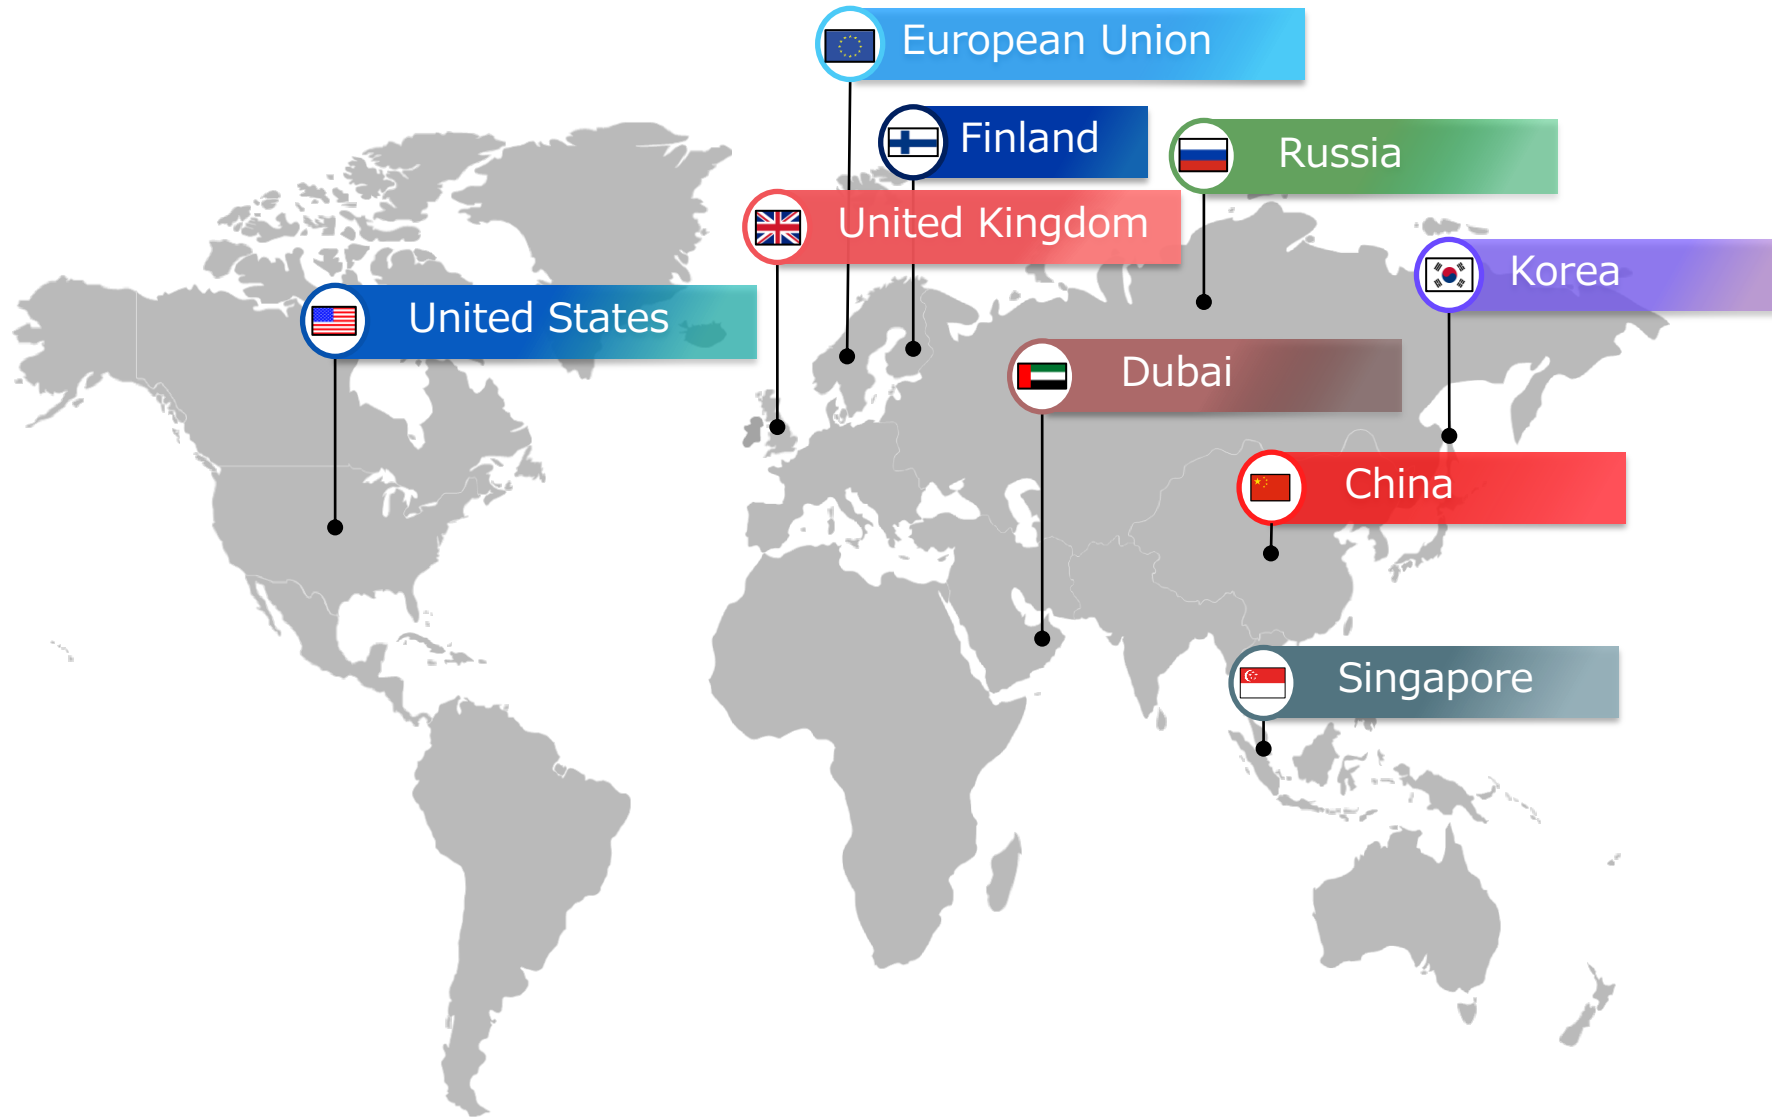 European Union
Finland
Russia
United Kingdom
Korea
United States
Dubai
China
Singapore